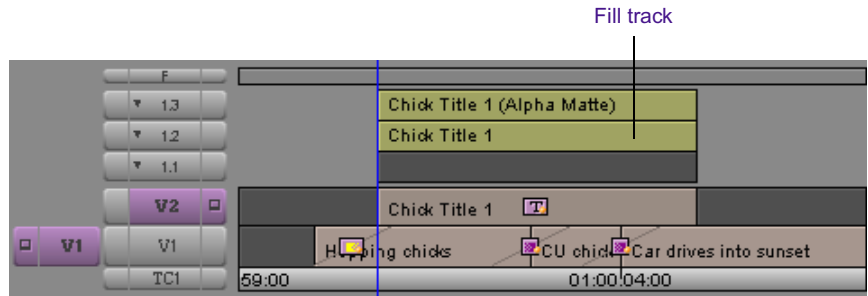 Fill track
F
1.3 Chick Title 1 (Alpha Matte)
1.2 Chick Title 1
1.1
V2 Chick Title 1 T
V1 V1 Hopping chicks CU chick Car drives into sunset
TC1 59:00 01:00:04:00